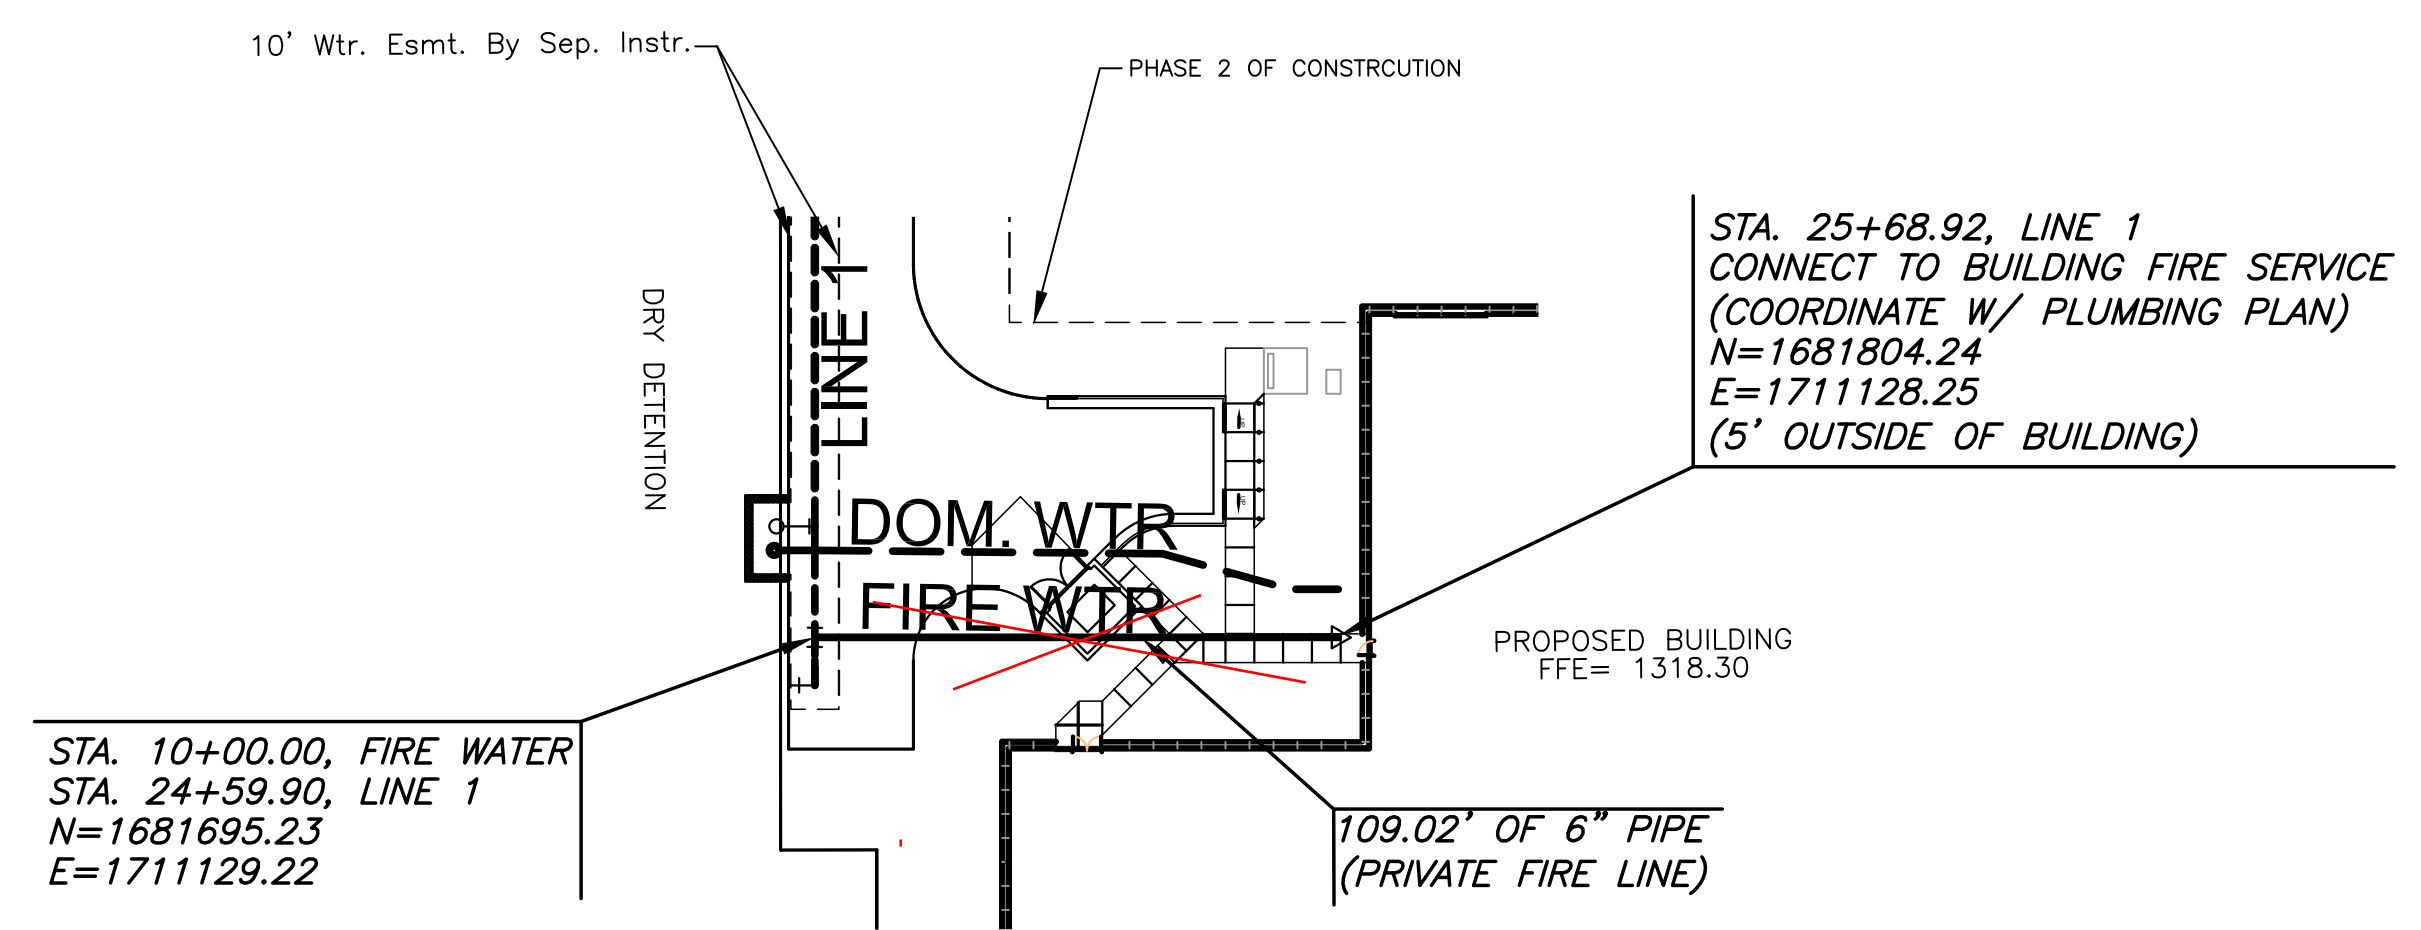 10' Wtr. Esmt. By Sep. Instr.
PHASE 2 OF CONSTRCUTION
STA. 25+68.92, LINE 1
CONNECT TO BUILDING FIRE SERVICE
(COORDINATE W/ PLUMBING PLAN)
N=1681804.24
E=1711128.25
(5' OUTSIDE OF BUILDING)
LINE 1
DRY DETENTION
UP
UP
DOM. WTR
FIRE WTR
PROPOSED BUILDING
FFE= 1318.30
STA. 10+00.00, FIRE WATER
STA. 24+59.90, LINE 1
N=1681695.23
E=1711129.22
109.02' OF 6" PIPE
(PRIVATE FIRE LINE)